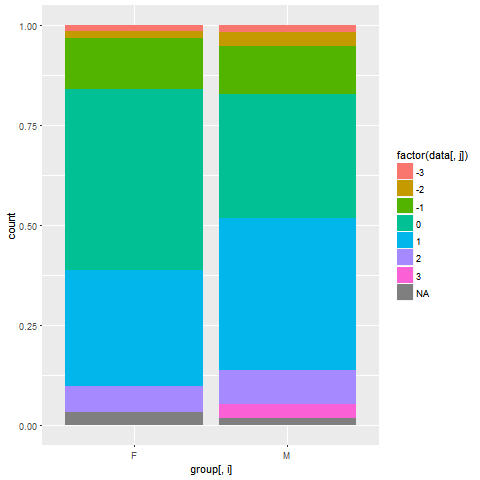 1.00
0.75
0.50
0.25
0.00
count
F
M
group[, i]
factor(data[, j])
-3
-2
-1
0
1
2
3
NA